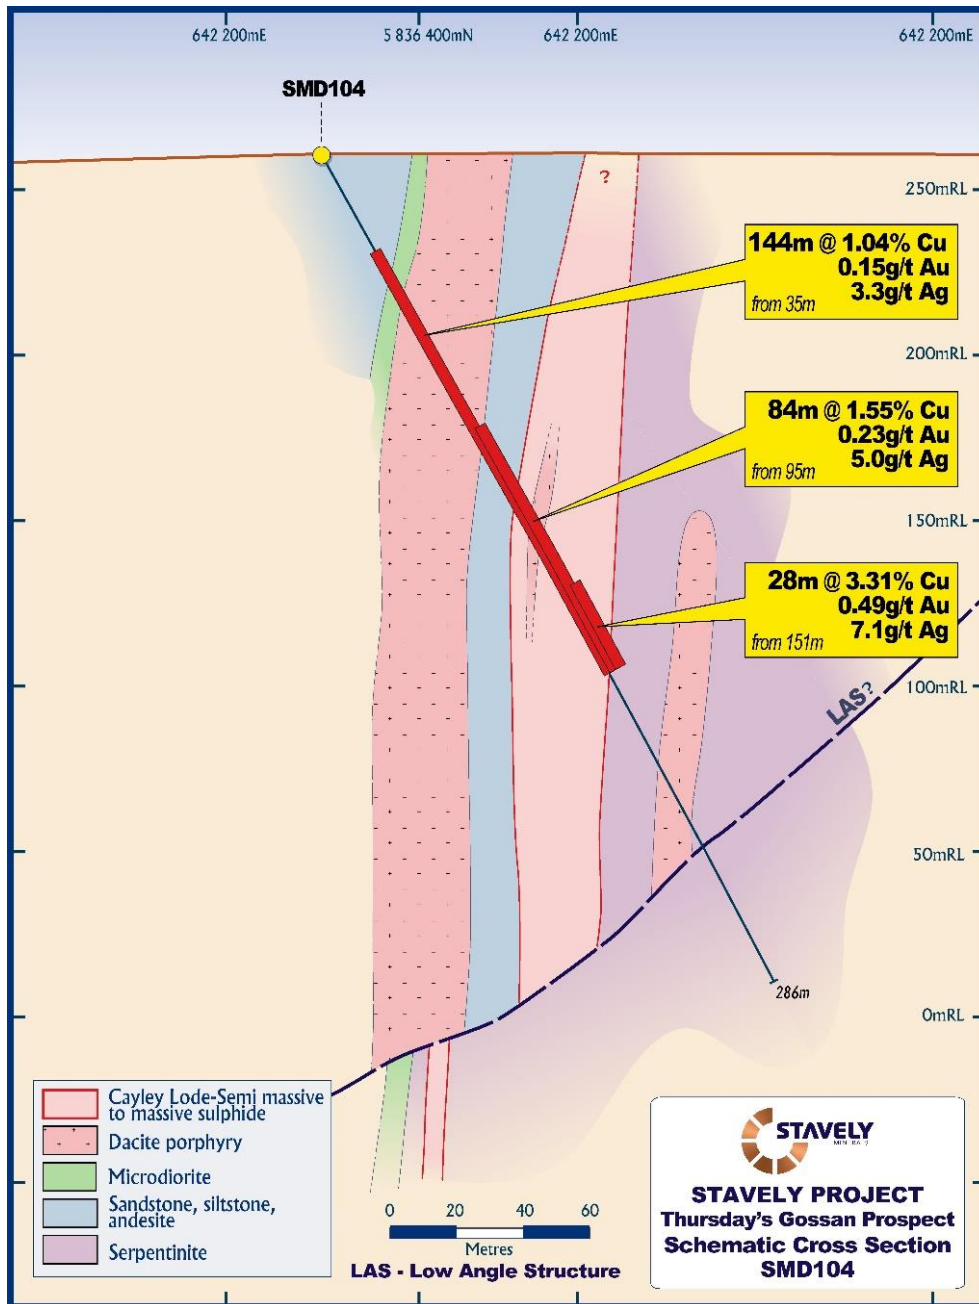 642 200mE
5 836 400mN
642 200mE
642 200mE
SMD104
?
250mRL
144m @ 1.04% Cu
0.15g/t Au
3.3g/t Ag
from 35m
200mRL
84m @ 1.55% Cu
0.23g/t Au
5.0g/t Ag
from 95m
150mRL
28m @ 3.31% Cu
0.49g/t Au
7.1g/t Ag
from 151m
100mRL
LAS?
50mRL
286m
0mRL
Cayley Lode-Semi massive
to massive sulphide
Dacite porphyry
Microdiorite
Sandstone, siltstone,
andesite
Serpentinite
0 20 40 60
Metres
LAS - Low Angle Structure
STAVELY
STAVELY PROJECT
Thursday's Gossan Prospect
Schematic Cross Section
SMD104